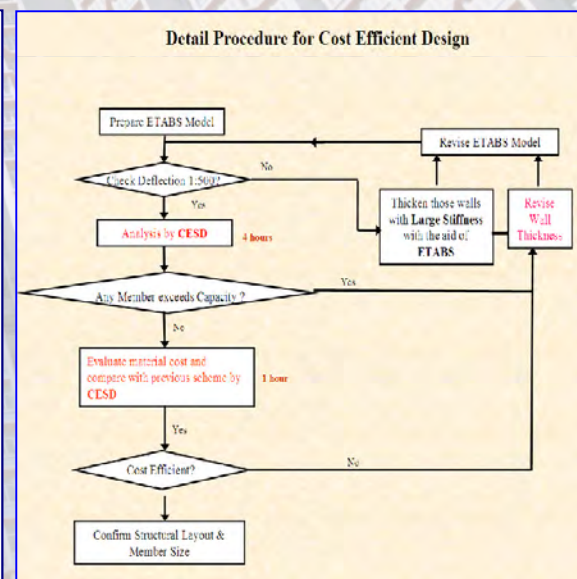 Detail Procedure for Cost Efficient Design
Prepare ETABS Model
Revise ETABS Model
Check Deflection 1:500?
No
Thicken those walls
with Large Stiffness
with the aid of
ETABS
Revise
Wall
Thickness
Yes
Analysis by CESD
4 hours
Any Member exceeds Capacity ?
Yes
No
Evaluate material cost and
compare with previous scheme by
CESD
1 hour
Yes
Cost Efficient?
No
Confirm Structural Layout &
Member Size